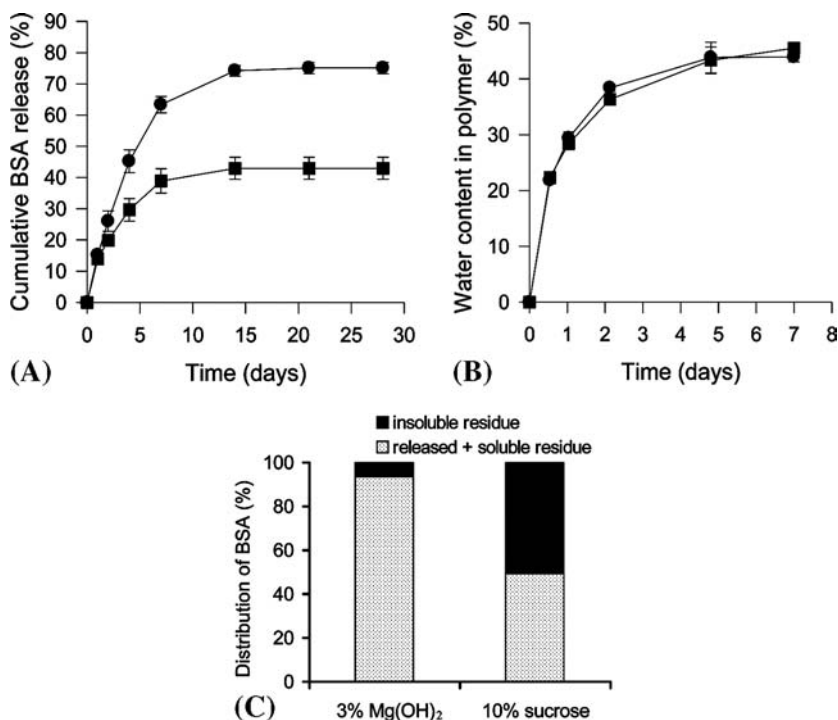 Cumulative BSA release (%)
90
80
70
60
50
40
30
20
10
0
0 5 10 15 20 25 30
Time (days)
(A)
Water content in polymer (%)
50
40
30
20
10
0
0 1 2 3 4 5 6 7 8
Time (days)
(B)
insoluble residue
released + soluble residue
Distribution of BSA (%)
100
80
60
40
20
0
3% Mg(OH)₂ 10% sucrose
(C)